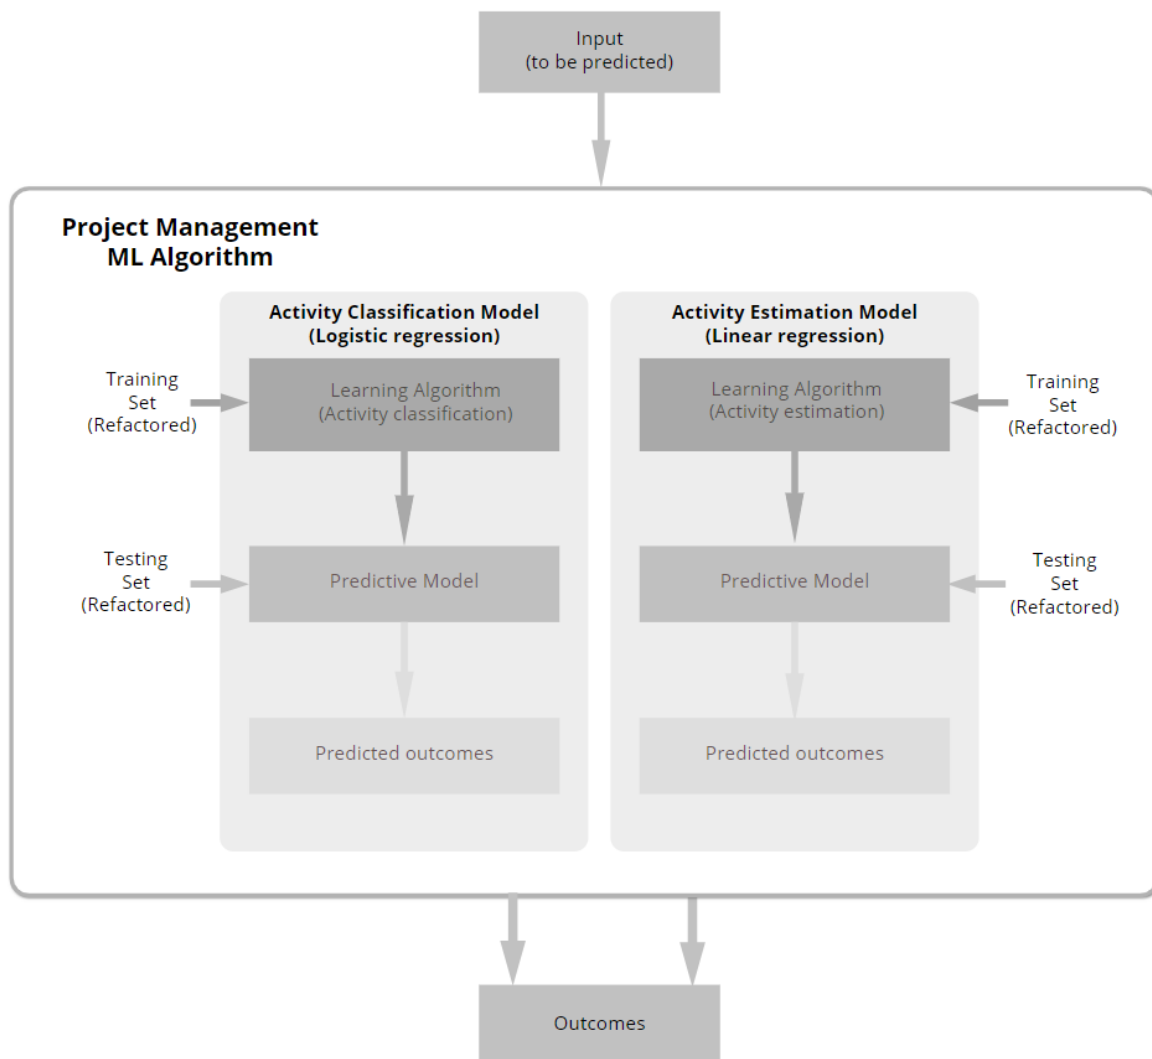 Input
(to be predicted)
Project Management
ML Algorithm
Activity Classification Model
(Logistic regression)
Training
Set
(Refactored)
Learning Algorithm
(Activity classification)
Testing
Set
(Refactored)
Predictive Model
Predicted outcomes
Activity Estimation Model
(Linear regression)
Learning Algorithm
(Activity estimation)
Training
Set
(Refactored)
Predictive Model
Testing
Set
(Refactored)
Predicted outcomes
Outcomes